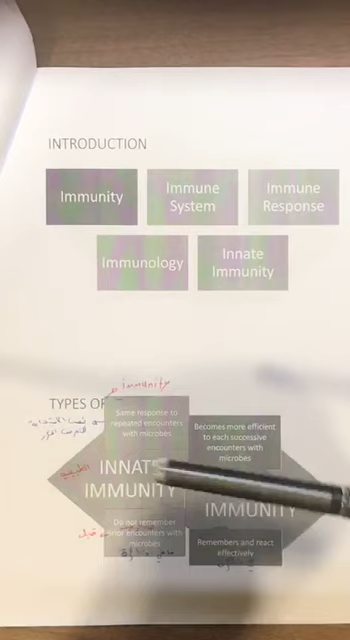 INTRODUCTION
Immunity
Immune
System
Immune
Response
Immunology
Innate
Immunity
immunity
TYPES OF
Same response to
repeated encounters
with microbes
Becomes more efficient
to each successive
encounters with
microbes
الطبيعية
INNATE
IMMUNITY
IMMUNITY
Do not remember
prior encounters with
microbes
قبل
Remembers and react
effectively